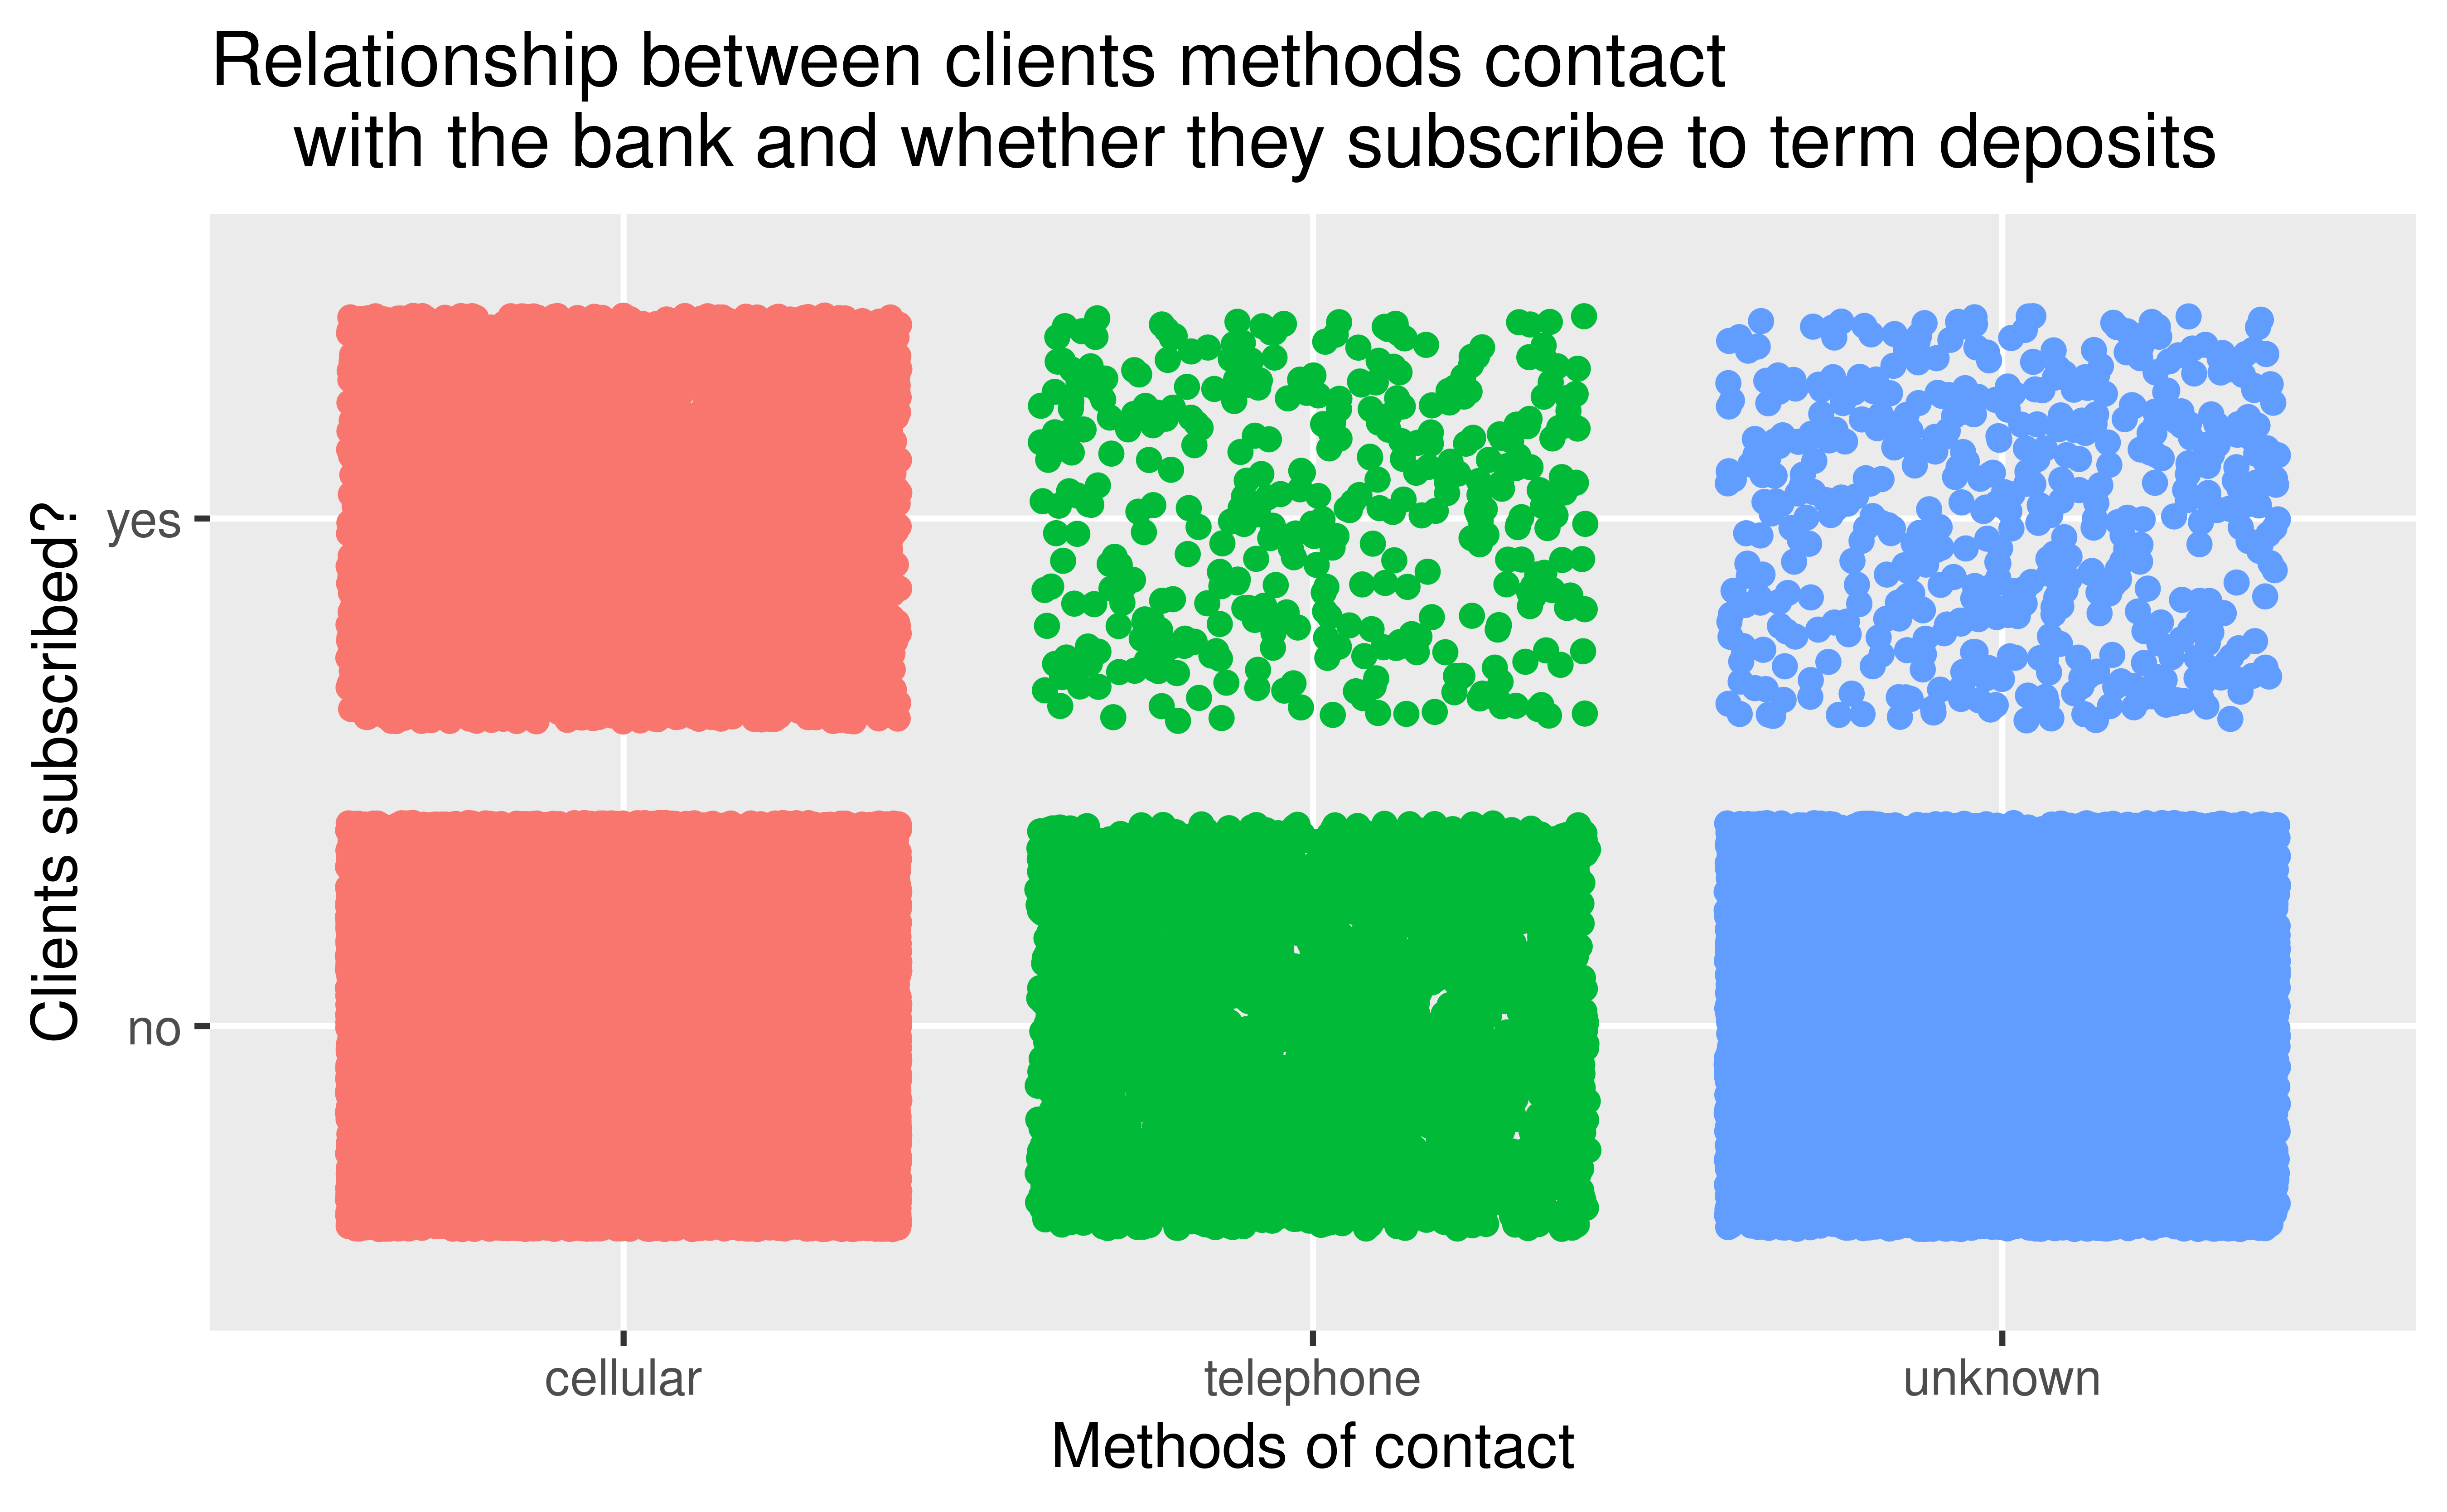 Relationship between clients methods contact
with the bank and whether they subscribe to term deposits
Clients subscribed?
yes
no
cellular
telephone
unknown
Methods of contact